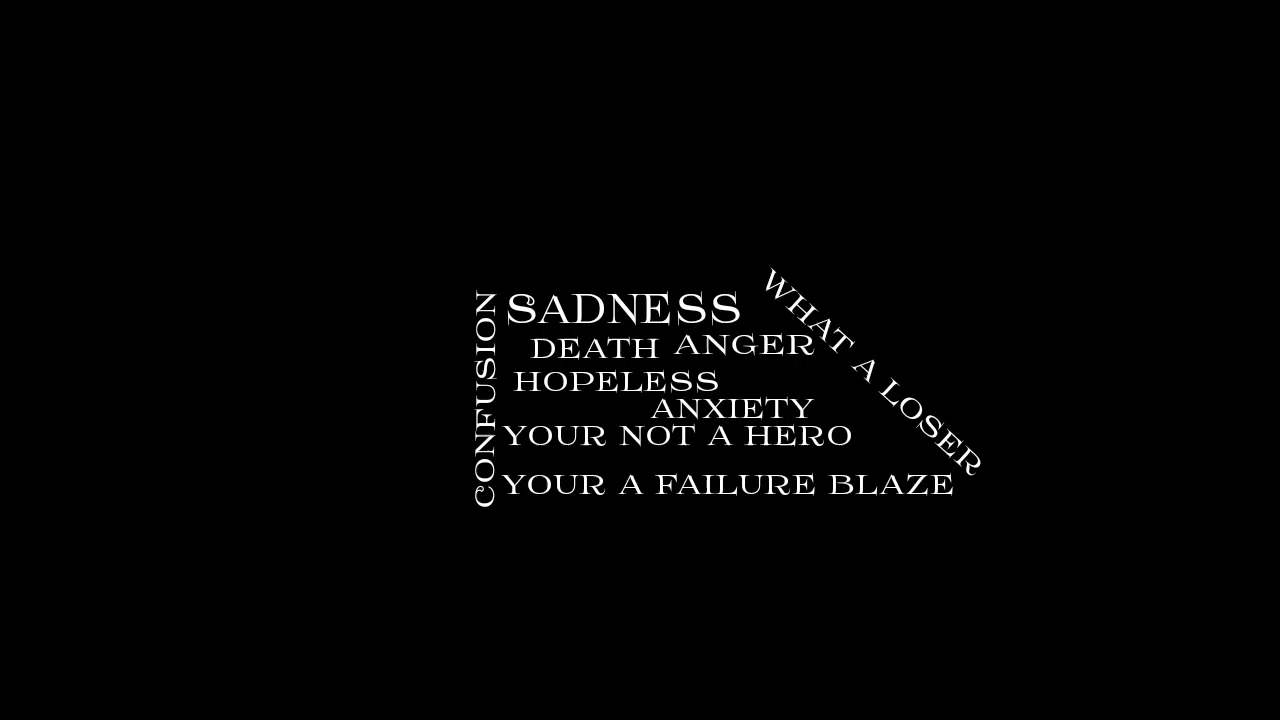 CONFUSION
SADNESS
WHAT A LOSER
DEATH ANGER
HOPELESS
ANXIETY
YOUR NOT A HERO
YOUR A FAILURE BLAZE